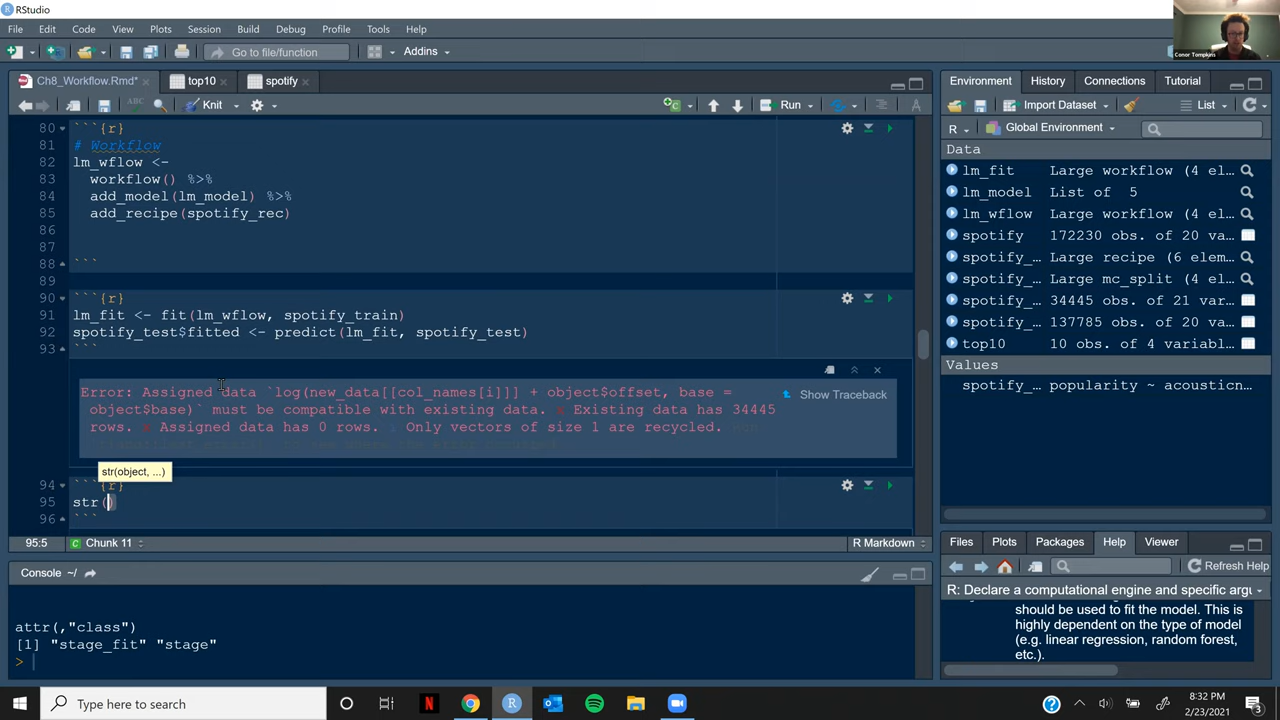 RStudio
File Edit Code View Plots Session Build Debug Profile Tools Help
Go to file/function Addins
Conor Tompkins
Ch8_Workflow.Rmd* top10 spotify
Knit Run
80 ```{r}
81 # Workflow
82 lm_wflow <-
83 workflow() %>%
84 add_model(lm_model) %>%
85 add_recipe(spotify_rec)
86
87
88 ```
89
90 ```{r}
91 lm_fit <- fit(lm_wflow, spotify_train)
92 spotify_test$fitted <- predict(lm_fit, spotify_test)
93 ```
Error: Assigned data `log(new_data[[col_names[i]]] + object$offset, base =
object$base)` must be compatible with existing data. x Existing data has 34445
rows. x Assigned data has 0 rows. Only vectors of size 1 are recycled.
Show Traceback
str(object, ...)
94 ```{r}
95 str()
96 ```
95:5 Chunk 11 R Markdown
Console ~/
attr(,"class")
[1] "stage_fit" "stage"
>
Environment History Connections Tutorial
Import Dataset List
R Global Environment
Data
lm_fit Large workflow (4 el…
lm_model List of 5
lm_wflow Large workflow (4 el…
spotify 172230 obs. of 20 va…
spotify_… Large recipe (6 elem…
spotify_… Large mc_split (4 el…
spotify_… 34445 obs. of 21 var…
spotify_… 137785 obs. of 20 va…
top10 10 obs. of 4 variabl…
Values
spotify_… popularity ~ acousticn…
Files Plots Packages Help Viewer
Refresh Help
R: Declare a computational engine and specific argu
should be used to fit the model. This is
highly dependent on the type of model
(e.g. linear regression, random forest,
etc.).
Type here to search
8:32 PM
2/23/2021
3